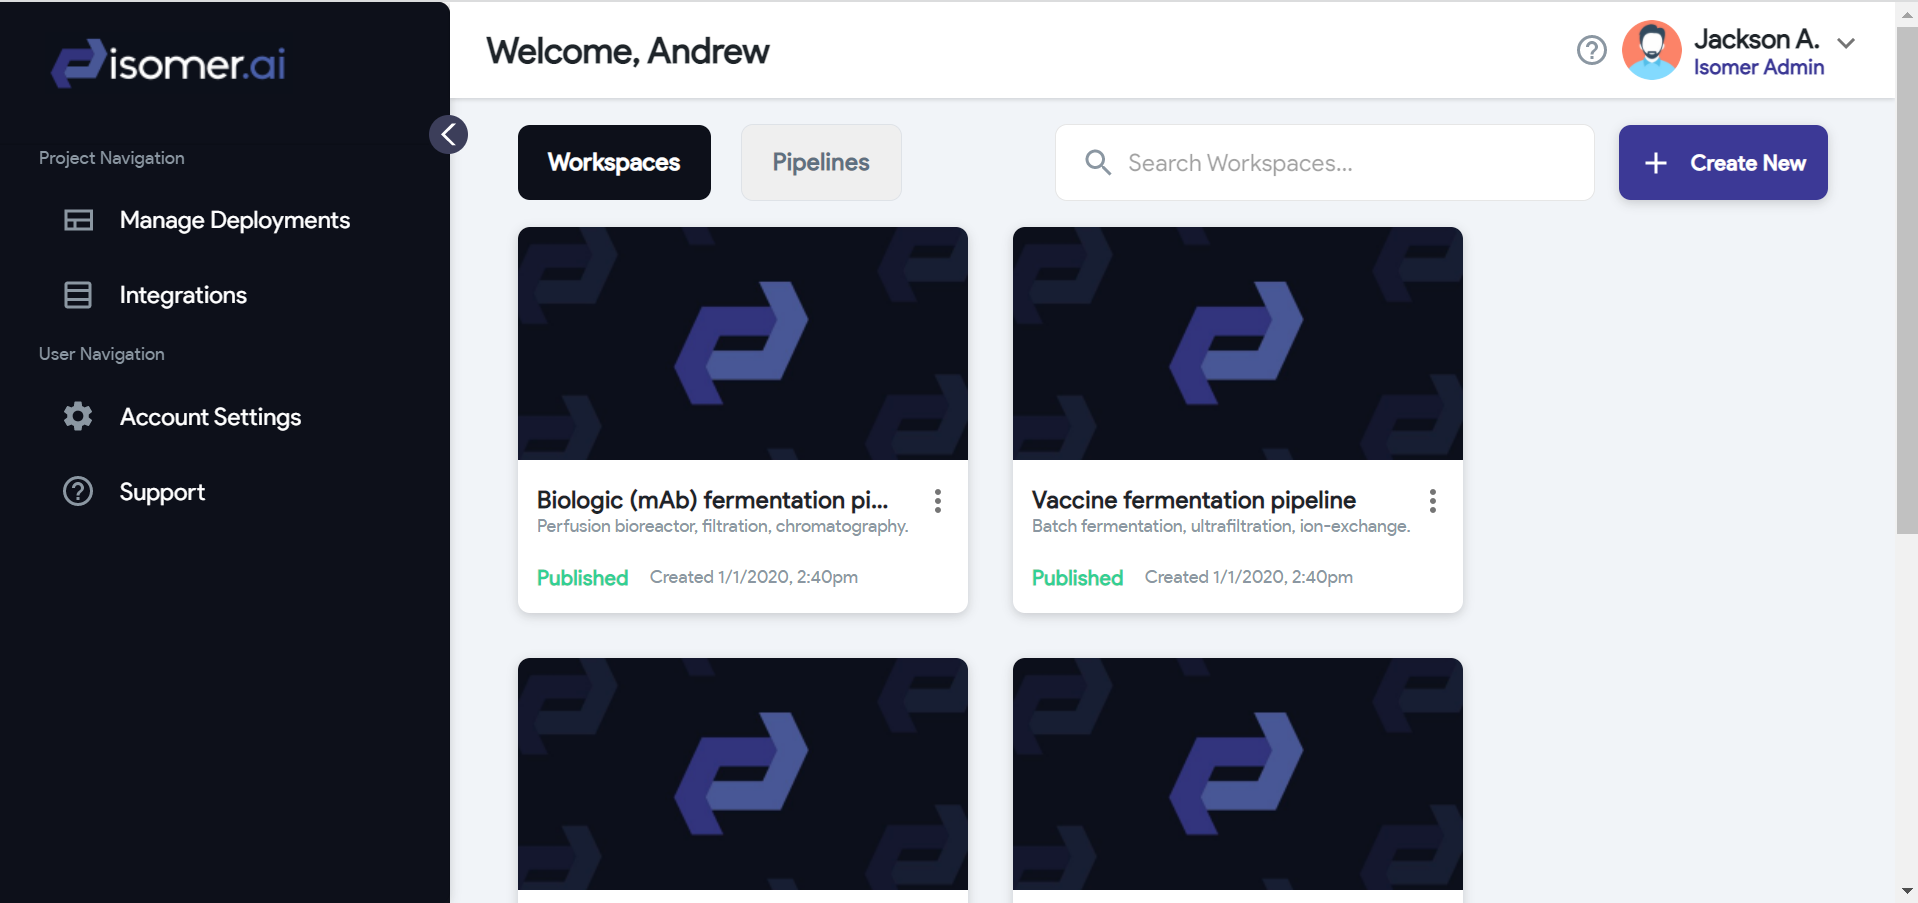 isomer.ai
Welcome, Andrew
Jackson A.
Isomer Admin
Project Navigation
Manage Deployments
Integrations
User Navigation
Account Settings
Support
Workspaces
Pipelines
Search Workspaces...
Create New
Biologic (mAb) fermentation pi...
Perfusion bioreactor, filtration, chromatography.
Published Created 1/1/2020, 2:40pm
Vaccine fermentation pipeline
Batch fermentation, ultrafiltration, ion-exchange.
Published Created 1/1/2020, 2:40pm